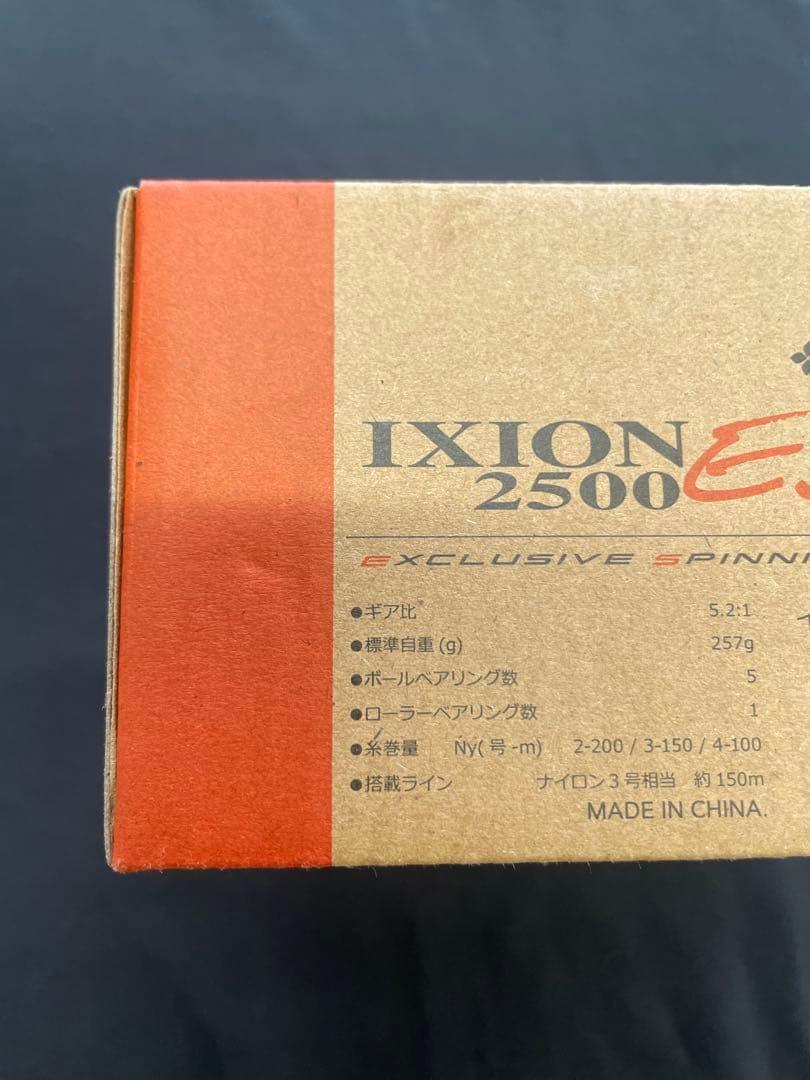 IXION
2500
EXCLUSIVE
●ギア比 5.2:1
●標準自重(g) 257g
●ボールベアリング数 5
●ローラーベアリング数 1
●糸巻量 Ny(号-m) 2-200 / 3-150 / 4-100
●搭載ライン ナイロン3号相当 約150m
MADE IN CHINA.